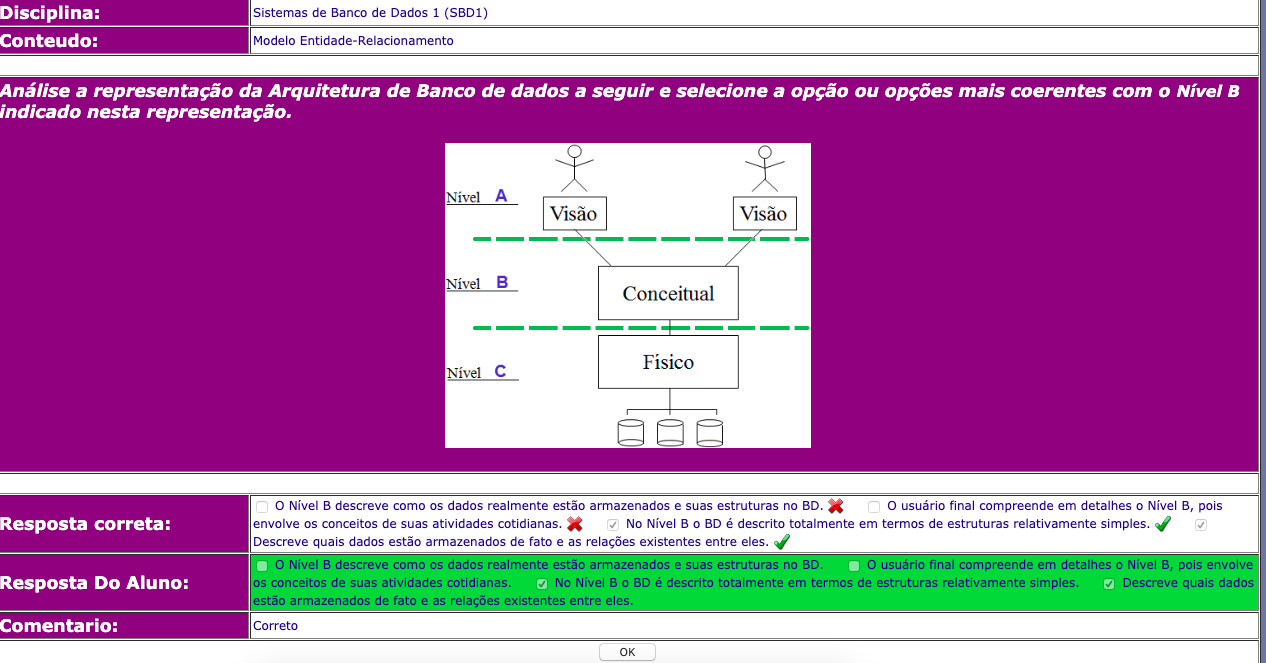 Disciplina:
Sistemas de Banco de Dados 1 (SBD1)
Conteudo:
Modelo Entidade-Relacionamento
Análise a representação da Arquitetura de Banco de dados a seguir e selecione a opção ou opções mais coerentes com o Nível B
indicado nesta representação.
Nível A
Visão
Visão
Nível B
Conceitual
Nível C
Físico
Resposta correta:
O Nível B descreve como os dados realmente estão armazenados e suas estruturas no BD. O usuário final compreende em detalhes o Nível B, pois
envolve os conceitos de suas atividades cotidianas. No Nível B o BD é descrito totalmente em termos de estruturas relativamente simples.
Descreve quais dados estão armazenados de fato e as relações existentes entre eles.
Resposta Do Aluno:
O Nível B descreve como os dados realmente estão armazenados e suas estruturas no BD. O usuário final compreende em detalhes o Nível B, pois envolve
os conceitos de suas atividades cotidianas. No Nível B o BD é descrito totalmente em termos de estruturas relativamente simples. Descreve quais dados
estão armazenados de fato e as relações existentes entre eles.
Comentario:
Correto
OK